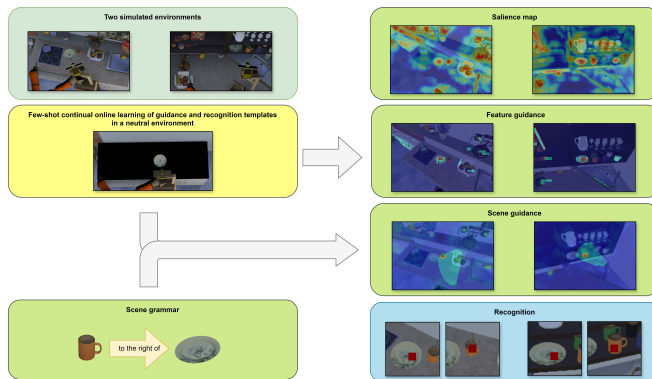 Two simulated environments
Salience map
Few-shot continual online learning of guidance and recognition templates
in a neutral environment
Feature guidance
Scene guidance
Scene grammar
to the right of
Recognition